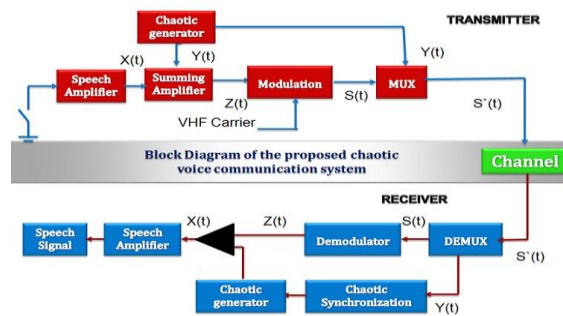 Chaotic
generator
TRANSMITTER
X(t)
Y(t)
Y(t)
Speech
Amplifier
Summing
Amplifier
Modulation
MUX
Z(t)
S(t)
VHF Carrier
S`(t)
Block Diagram of the proposed chaotic
voice communication system
Channel
RECEIVER
X(t)
Z(t)
S(t)
Speech
Signal
Speech
Amplifier
Demodulator
DEMUX
S`(t)
Chaotic
generator
Chaotic
Synchronization
Y(t)